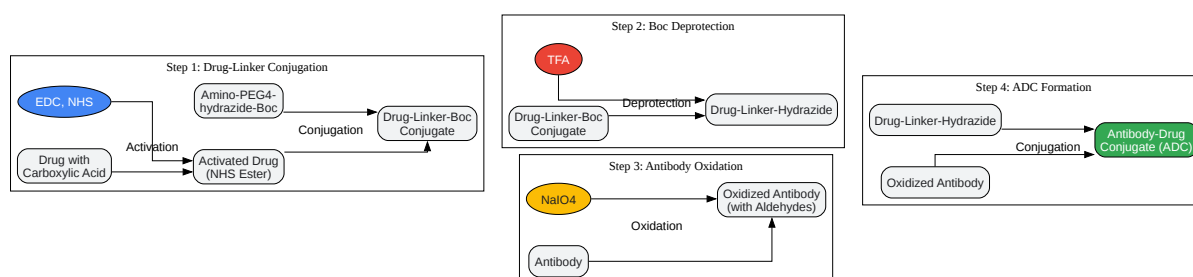 Step 1: Drug-Linker Conjugation
EDC, NHS
Amino-PEG4-
hydrazide-Boc
Drug-Linker-Boc
Conjugate
Conjugation
Activation
Drug with
Carboxylic Acid
Activated Drug
(NHS Ester)
Step 2: Boc Deprotection
TFA
Deprotection
Drug-Linker-Hydrazide
Drug-Linker-Boc
Conjugate
Step 3: Antibody Oxidation
NaIO4
Oxidized Antibody
(with Aldehydes)
Oxidation
Antibody
Step 4: ADC Formation
Drug-Linker-Hydrazide
Antibody-Drug
Conjugate (ADC)
Conjugation
Oxidized Antibody